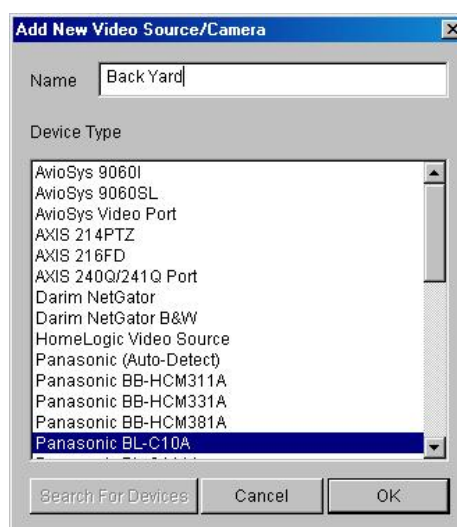 Add New Video Source/Camera
Name
Back Yard
Device Type
AvioSys 9060I
AvioSys 9060SL
AvioSys Video Port
AXIS 214PTZ
AXIS 216FD
AXIS 240Q/241Q Port
Darim NetGator
Darim NetGator B&W
HomeLogic Video Source
Panasonic (Auto-Detect)
Panasonic BB-HCM311A
Panasonic BB-HCM331A
Panasonic BB-HCM381A
Panasonic BL-C10A
Search For Devices
Cancel
OK